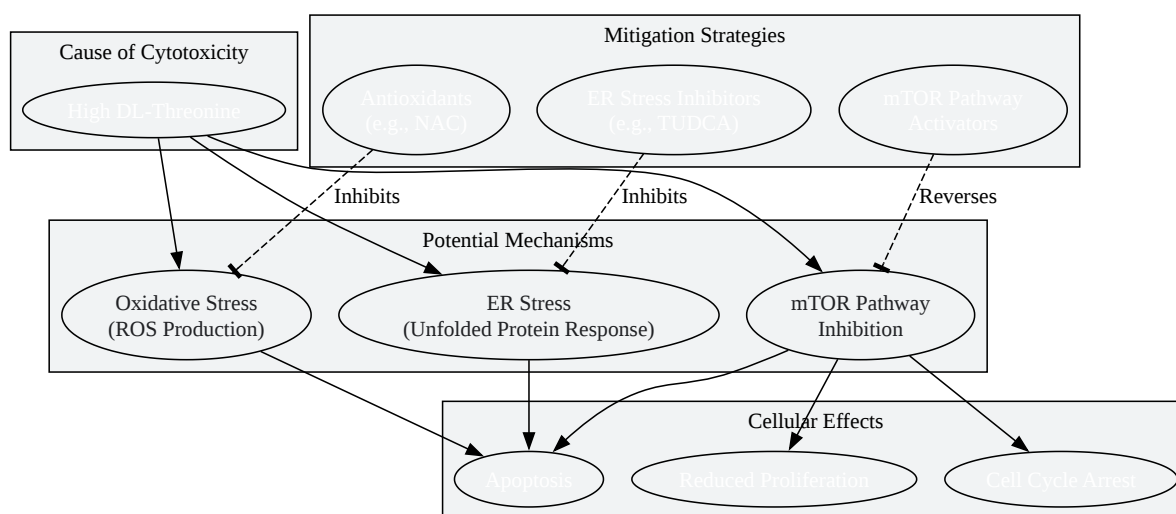 Cause of Cytotoxicity
High DL-Threonine
Mitigation Strategies
Antioxidants
(e.g., NAC)
ER Stress Inhibitors
(e.g., TUDCA)
mTOR Pathway
Activators
Inhibits
Inhibits
Reverses
Potential Mechanisms
Oxidative Stress
(ROS Production)
ER Stress
(Unfolded Protein Response)
mTOR Pathway
Inhibition
Cellular Effects
Apoptosis
Reduced Proliferation
Cell Cycle Arrest